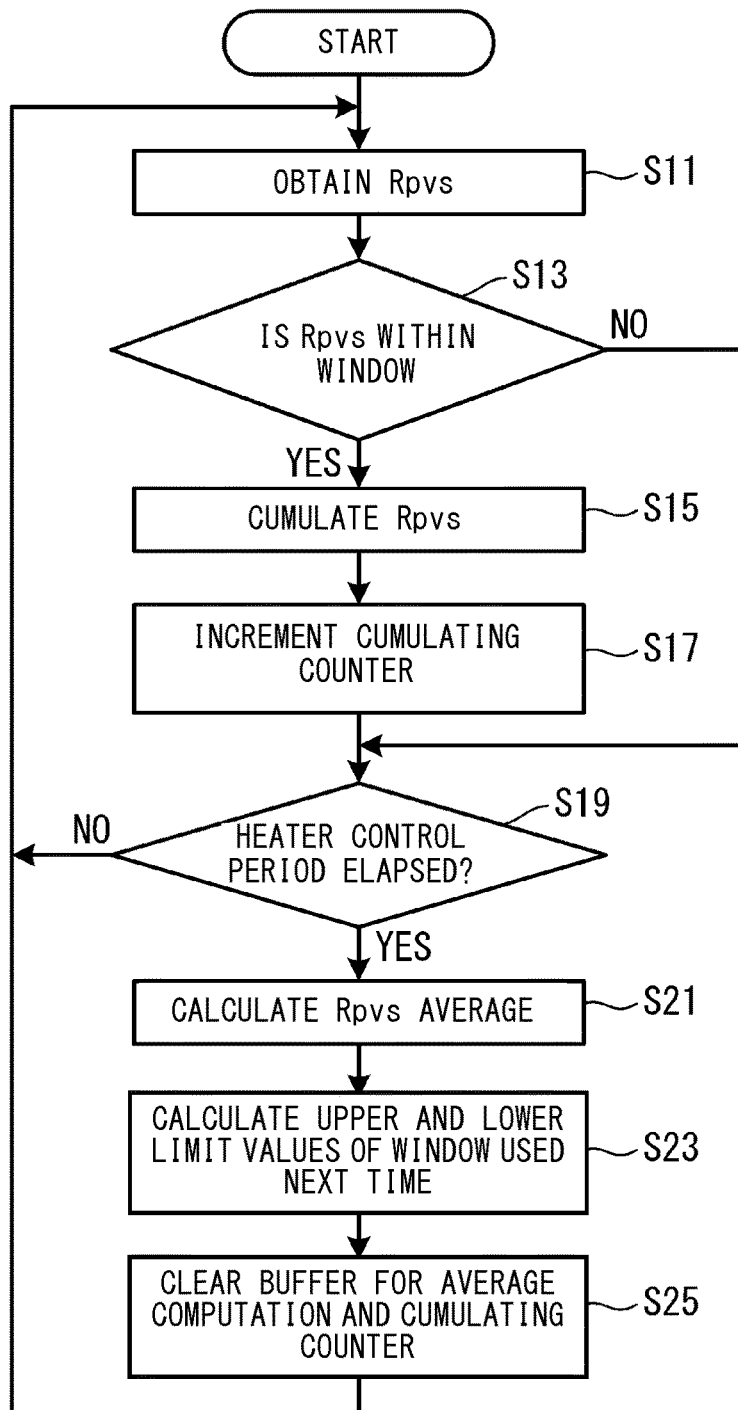 START
OBTAIN Rpvs
S11
S13
IS Rpvs WITHIN
WINDOW
NO
YES
CUMULATE Rpvs
S15
INCREMENT CUMULATING
COUNTER
S17
S19
NO
HEATER CONTROL
PERIOD ELAPSED?
YES
CALCULATE Rpvs AVERAGE
S21
CALCULATE UPPER AND LOWER
LIMIT VALUES OF WINDOW USED
NEXT TIME
S23
CLEAR BUFFER FOR AVERAGE
COMPUTATION AND CUMULATING
COUNTER
S25